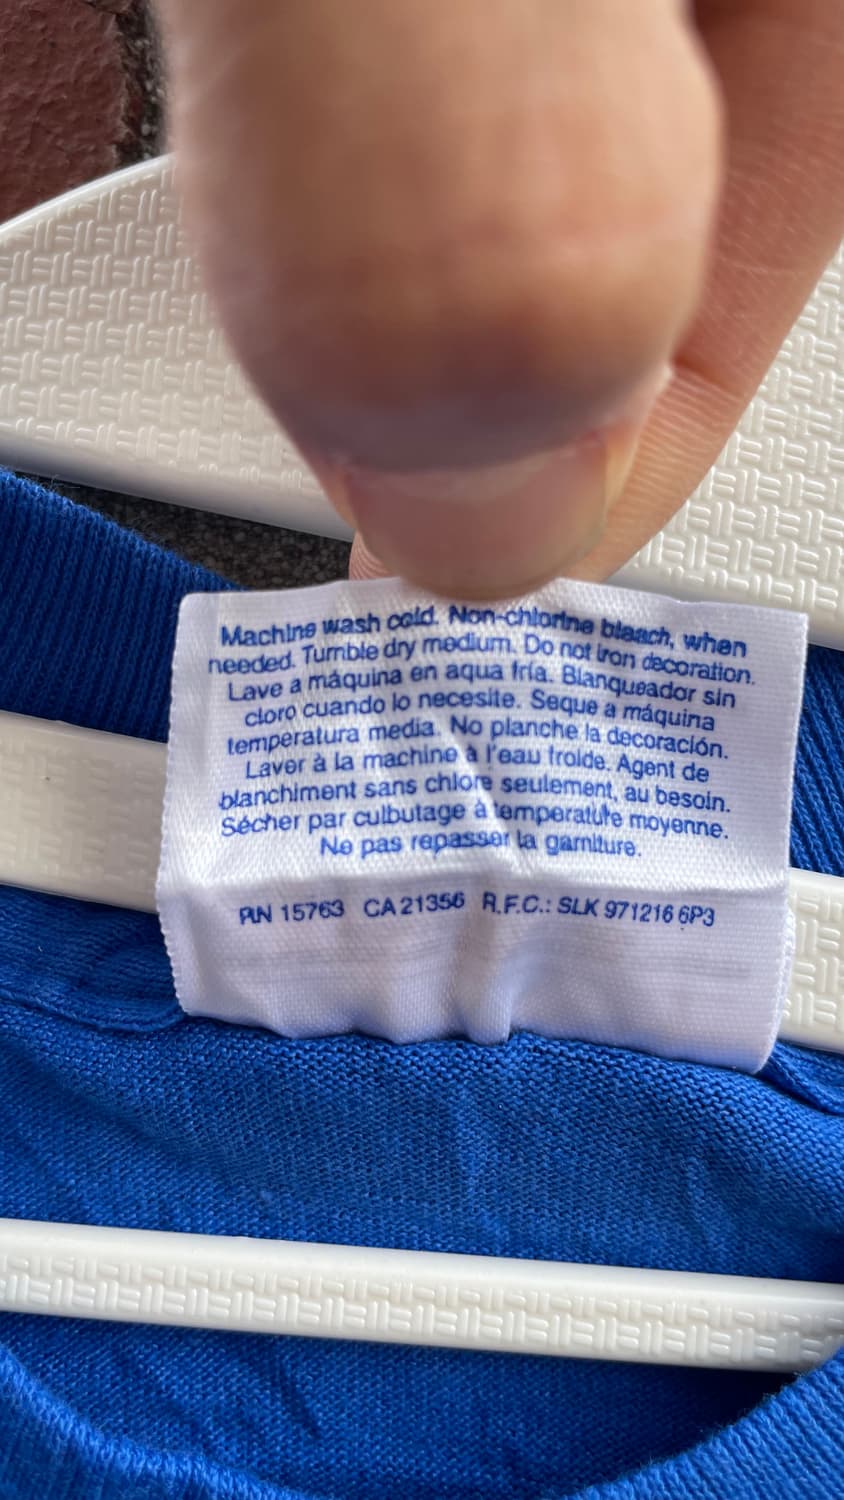 Machine wash cold. Non-chlorine bleach, when
needed. Tumble dry medium. Do not iron decoration.
Lave a máquina en aqua fría. Blanqueador sin
cloro cuando lo necesite. Seque a máquina
temperatura media. No planche la decoración.
Laver à la machine à l'eau froide. Agent de
blanchiment sans chlore seulement, au besoin.
Sécher par culbutage à temperature moyenne.
Ne pas repasser la garniture.
RN 15763 CA 21356 R.F.C.: SLK 971216 6P3